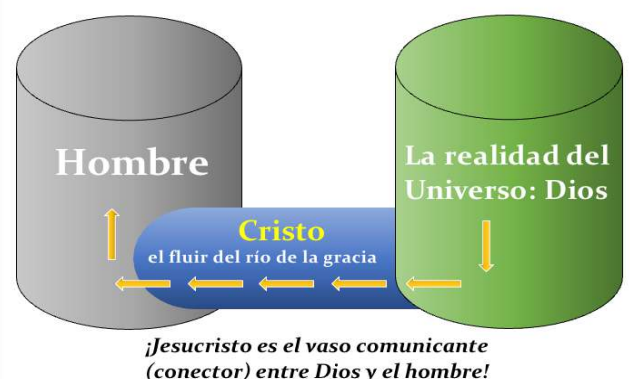 Hombre
La realidad del
Universo: Dios
Cristo
el fluir del río de la gracia
¡Jesucristo es el vaso comunicante
(conector) entre Dios y el hombre!